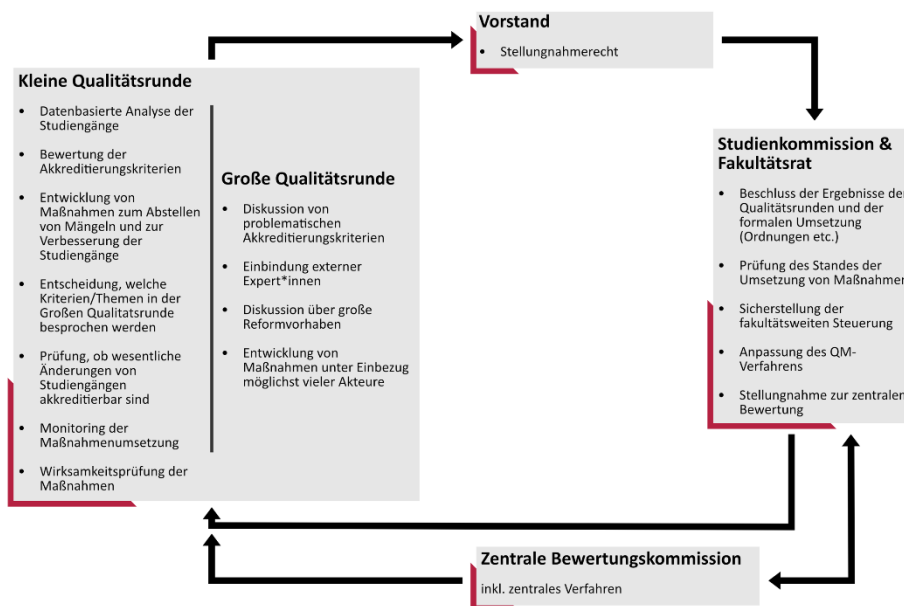 Vorstand
• Stellungnahmerecht
Kleine Qualitätsrunde
• Datenbasierte Analyse der
Studiengänge
• Bewertung der
Akkreditierungskriterien
• Entwicklung von
Maßnahmen zum Abstellen
von Mängeln und zur
Verbesserung der
Studiengänge
• Entscheidung, welche
Kriterien/Themen in der
Großen Qualitatsrunde
besprochen werden
• Prüfung, ob wesentliche
Änderungen von
Studiengängen
akkreditierbar sind
• Monitoring der
Maßnahmenumsetzung
• Wirksamkeitsprüfung der
Maßnahmen
Große Qualitätsrunde
• Diskussion von
problematischen
Akkreditierungskriterien
• Einbindung externer
Expert*innen
• Diskussion über große
Reformvorhaben
• Entwicklung von
Maßnahmen unter Einbezug
möglichst vieler Akteure
Studienkommission &
Fakultätsrat
• Beschluss der Ergebnisse der
Qualitätsrunden und der
formalen Umsetzung
(Ordnungen etc.)
• Prüfung des Standes der
Umsetzung von Maßnahmen
• Sicherstellung der
fakultätsweiten Steuerung
• Anpassung des QM-
Verfahrens
• Stellungnahme zur zentralen
Bewertung
Zentrale Bewertungskommission
inkl. zentrales Verfahren